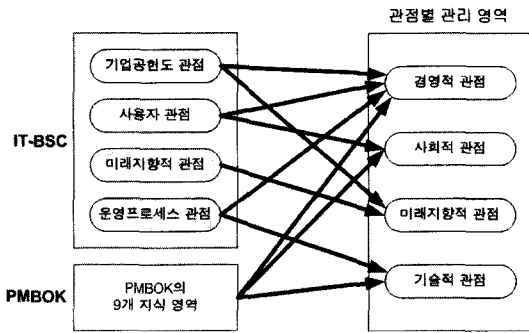 관점별 관리 영역
IT-BSC
기업공헌도 관점
사용자 관점
미래지향적 관점
운영프로세스 관점
PMBOK
PMBOK의
9개 지식 영역
경영적 관점
사회적 관점
미래지향적 관점
기술적 관점